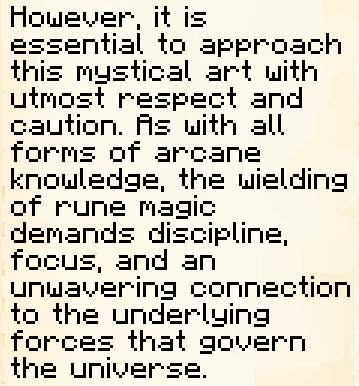 However, it is
essential to approach
this mystical art with
utmost respect and
caution. As with all
forms of arcane
knowledge, the wielding
of rune magic
demands discipline,
focus, and an
unwavering connection
to the underlying
forces that govern
the universe.